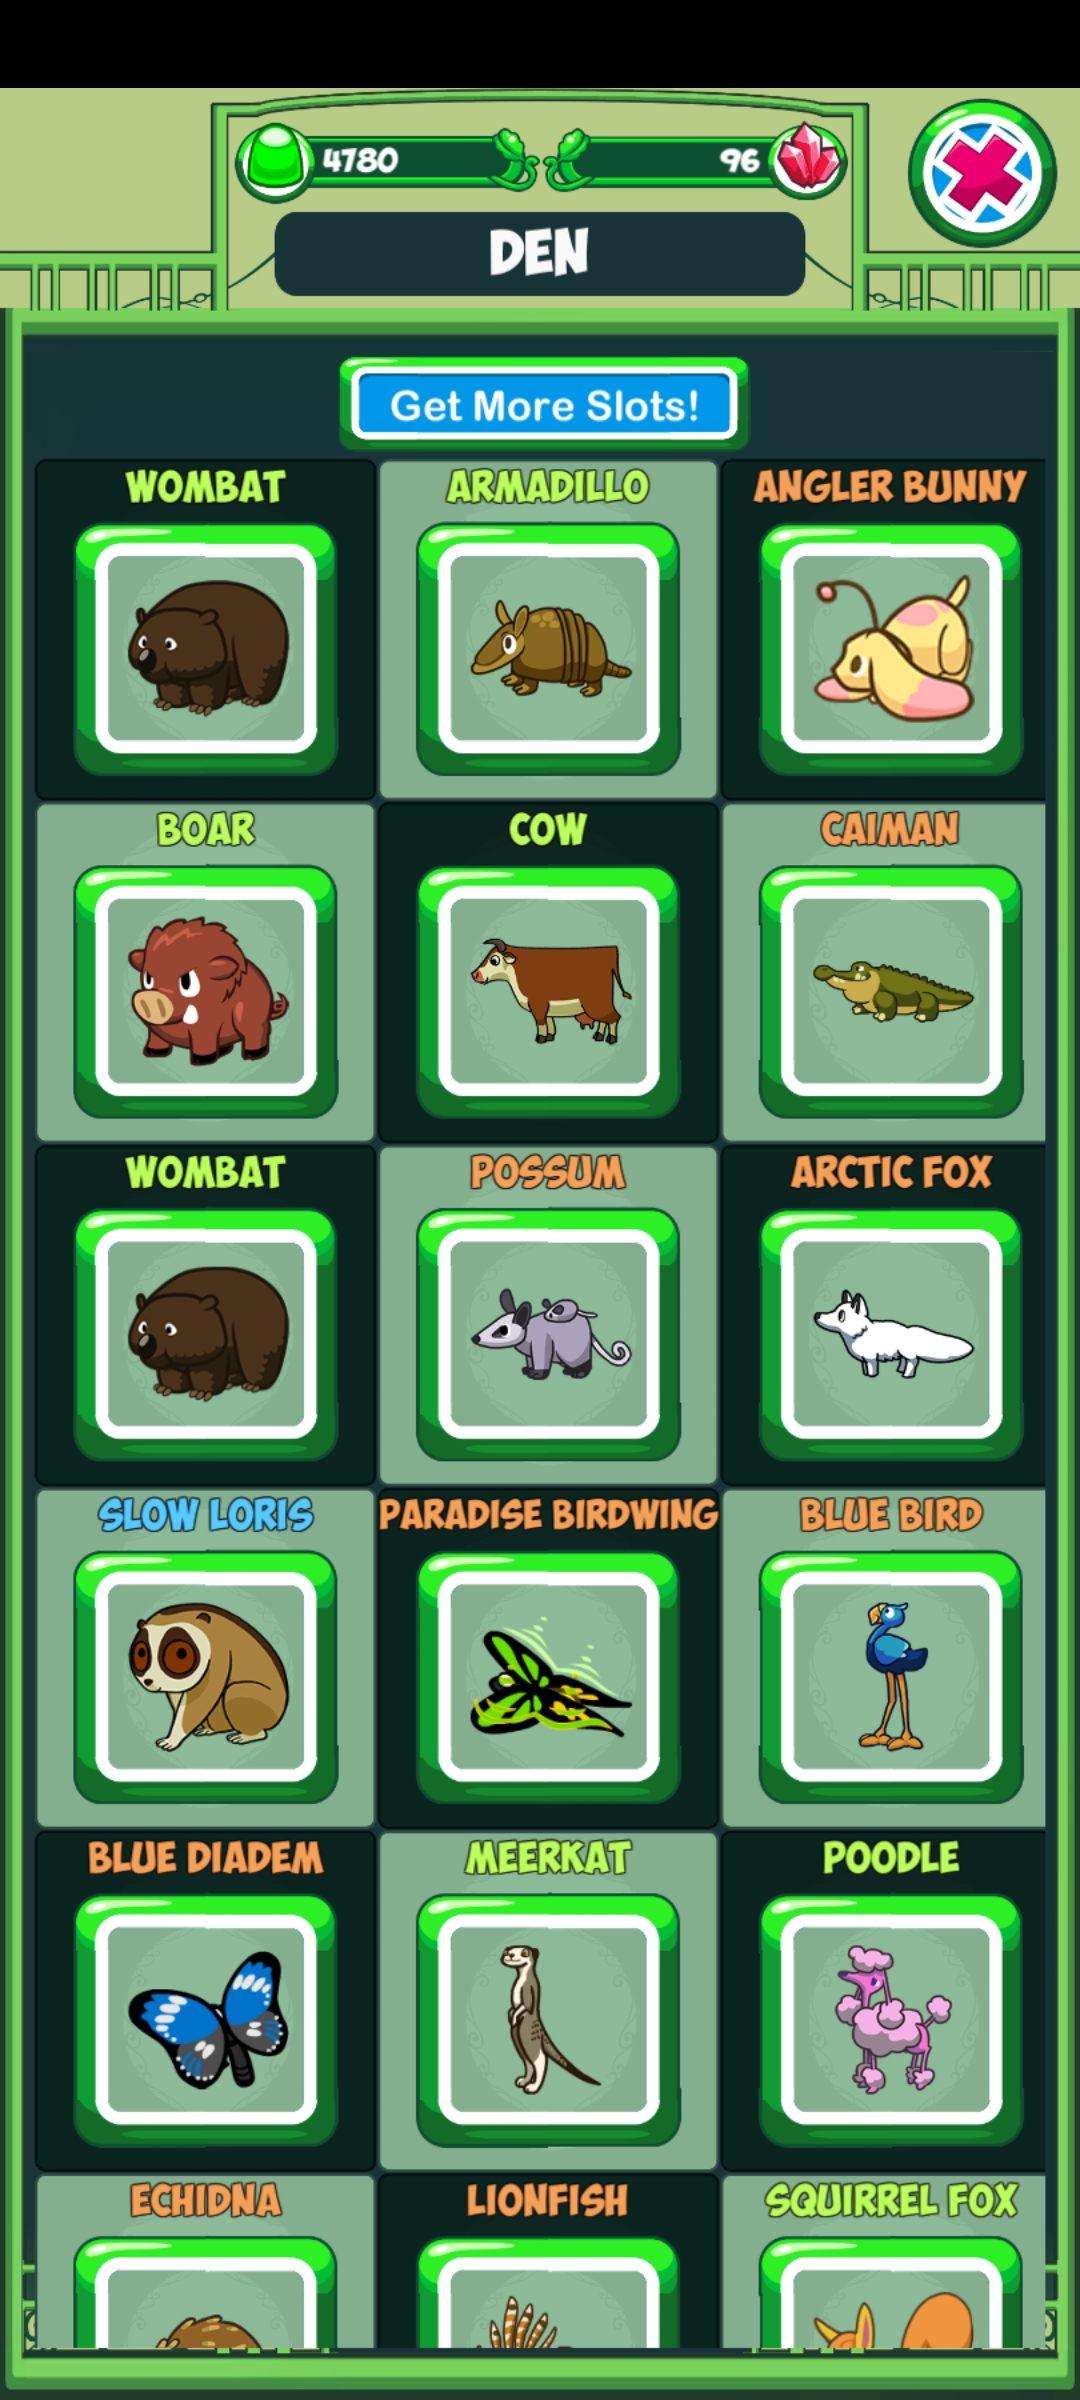 4780
96
DEN
Get More Slots!
WOMBAT
ARMADILLO
ANGLER BUNNY
BOAR
COW
CAIMAN
WOMBAT
POSSUM
ARCTIC FOX
SLOW LORIS
PARADISE BIRDWING
BLUE BIRD
BLUE DIADEM
MEERKAT
POODLE
ECHIDNA
LIONFISH
SQUIRREL FOX